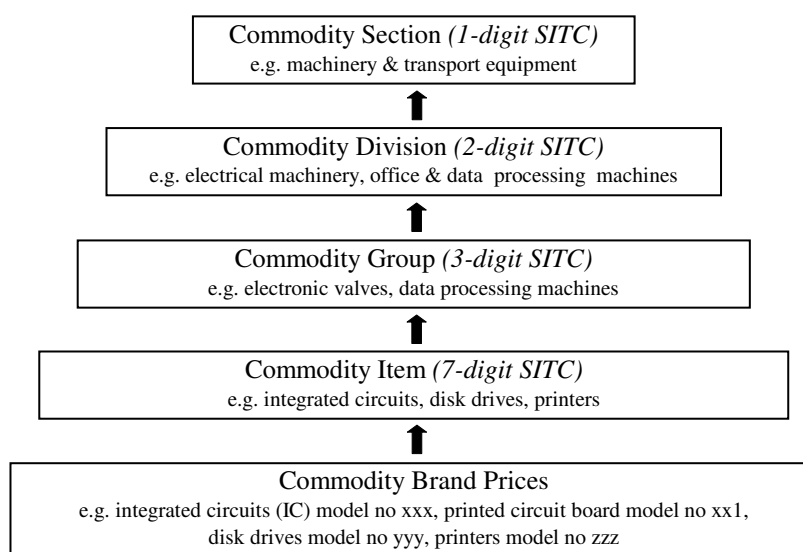 Commodity Section (1-digit SITC)
e.g. machinery & transport equipment
Commodity Division (2-digit SITC)
e.g. electrical machinery, office & data processing machines
Commodity Group (3-digit SITC)
e.g. electronic valves, data processing machines
Commodity Item (7-digit SITC)
e.g. integrated circuits, disk drives, printers
Commodity Brand Prices
e.g. integrated circuits (IC) model no xxx, printed circuit board model no xx1,
disk drives model no yyy, printers model no zzz